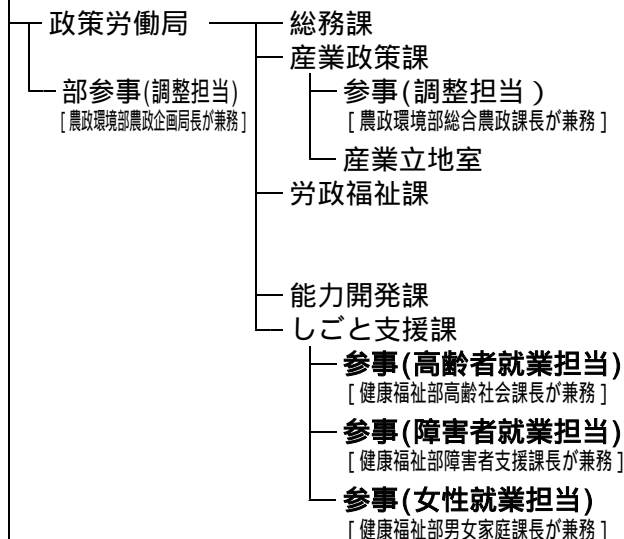 政策労働局
総務課
産業政策課
部参事(調整担当)
[ 農政環境部農政企画局長が兼務 ]
参事(調整担当 )
[ 農政環境部総合農政課長が兼務 ]
産業立地室
労政福祉課
能力開発課
しごと支援課
参事(高齢者就業担当)
[ 健康福祉部高齢社会課長が兼務 ]
参事(障害者就業担当)
[ 健康福祉部障害者支援課長が兼務 ]
参事(女性就業担当)
[ 健康福祉部男女家庭課長が兼務 ]